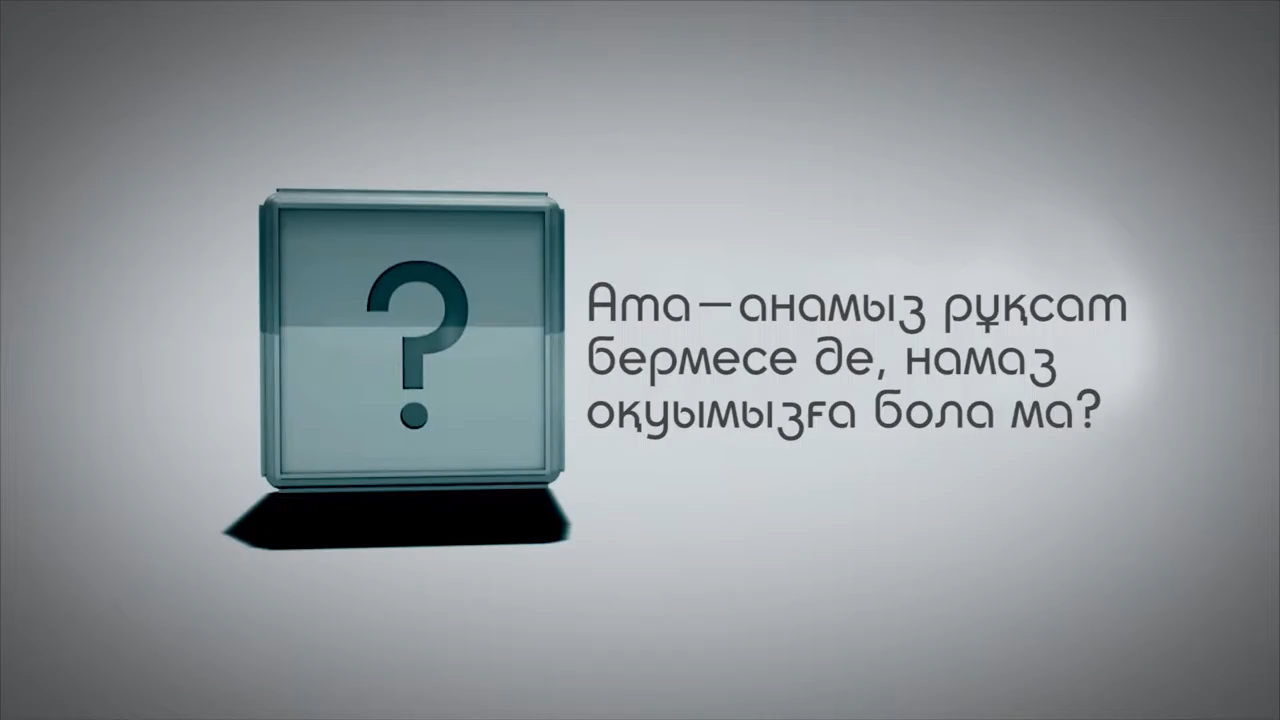 ?
Ата—анамыз рұқсат
бермесе де, намаз
оқуымызға бола ма?